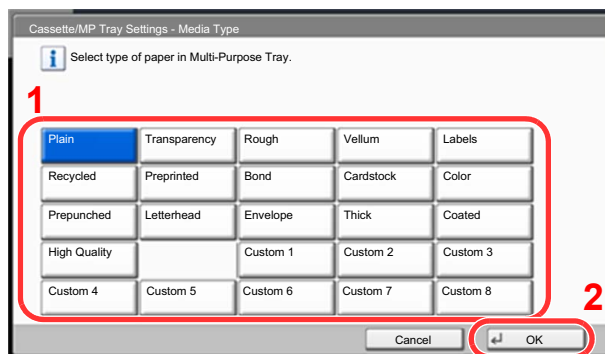 Cassette/MP Tray Settings - Media Type
Select type of paper in Multi-Purpose Tray.
1
Plain Transparency Rough Vellum Labels
Recycled Preprinted Bond Cardstock Color
Prepunched Letterhead Envelope Thick Coated
High Quality Custom 1 Custom 2 Custom 3
Custom 4 Custom 5 Custom 6 Custom 7 Custom 8
2
Cancel OK